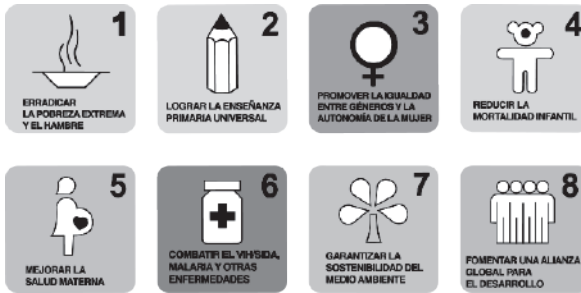 1
ERRADICAR
LA POBREZA EXTREMA
Y EL HAMBRE
2
LOGRAR LA ENSEÑANZA
PRIMARIA UNIVERSAL
3
PROMOVER LA IGUALDAD
ENTRE GÉNEROS Y LA
AUTONOMÍA DE LA MUJER
4
REDUCIR LA
MORTALIDAD INFANTIL
5
MEJORAR LA
SALUD MATERNA
6
COMBATIR EL VIH/SIDA,
MALARIA Y OTRAS
ENFERMEDADES
7
GARANTIZAR LA
SOSTENIBILIDAD DEL
MEDIO AMBIENTE
8
FOMENTAR UNA ALIANZA
GLOBAL PARA
EL DESARROLLO